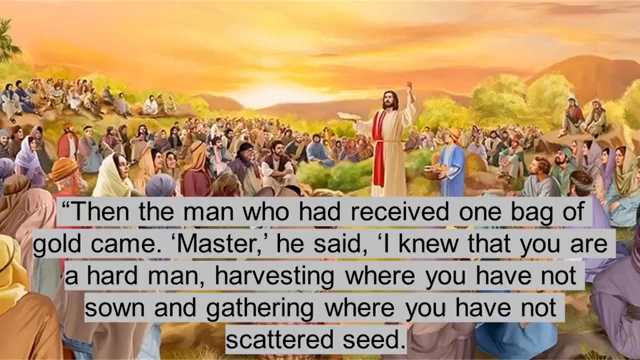 “Then the man who had received one bag of
gold came. ‘Master,’ he said, ‘I knew that you are
a hard man, harvesting where you have not
sown and gathering where you have not
scattered seed.